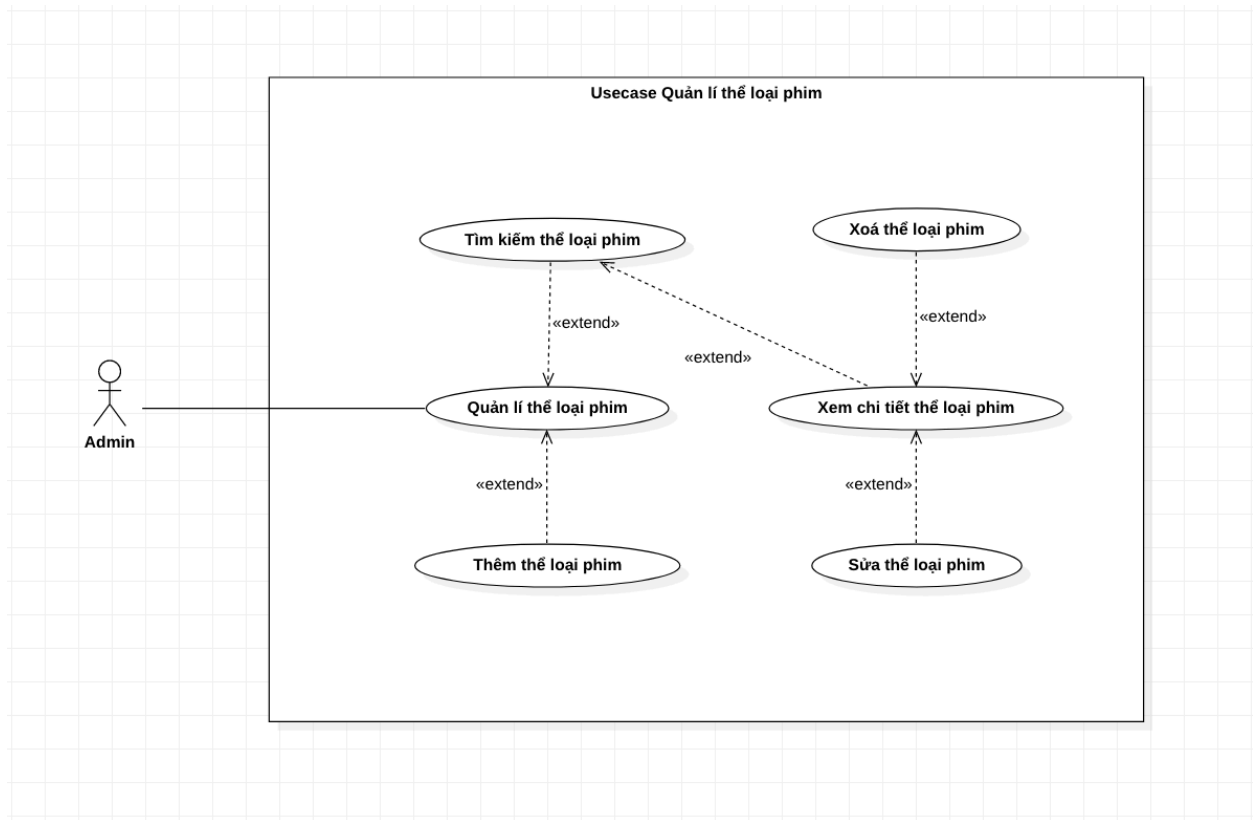 Usecase Quản lí thể loại phim
Tìm kiếm thể loại phim
Xoá thể loại phim
«extend»
«extend»
«extend»
Admin
Quản lí thể loại phim
Xem chi tiết thể loại phim
«extend»
«extend»
Thêm thể loại phim
Sửa thể loại phim